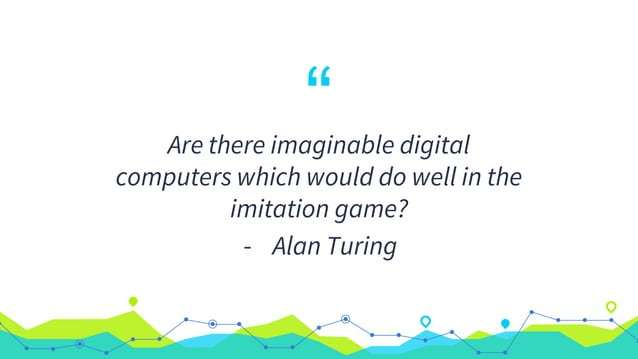 “
Are there imaginable digital
computers which would do well in the
imitation game?
- Alan Turing